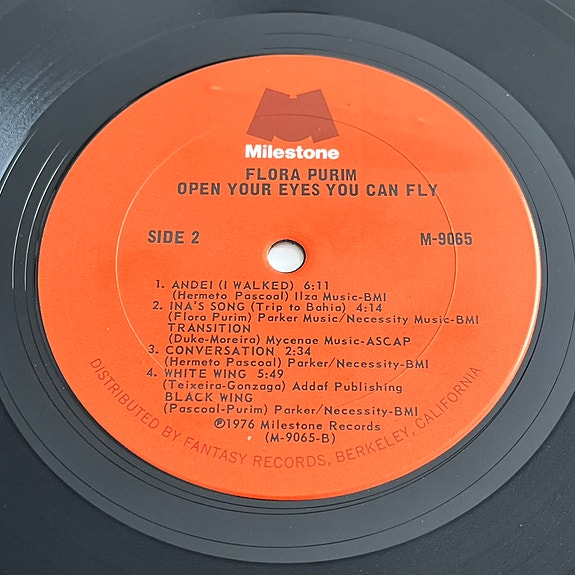 Milestone
FLORA PURIM
OPEN YOUR EYES YOU CAN FLY
SIDE 2 M-9065
1. ANDEI (I WALKED) 6:11
(Hermeto Pascoal) Ilza Music-BMI
2. INA'S SONG (Trip to Bahia) 4:14
(Flora Purim) Parker Music/Necessity Music-BMI
TRANSITION
(Duke-Moreira) Mycenae Music-ASCAP
3. CONVERSATION 2:34
(Hermeto Pascoal) Parker/Necessity-BMI
4. WHITE WING 5:49
(Teixeira-Gonzaga) Addaf Publishing
BLACK WING
(Pascoal-Purim) Parker/Necessity-BMI
℗1976 Milestone Records
(M-9065-B)
DISTRIBUTED BY FANTASY RECORDS, BERKELEY, CALIFORNIA